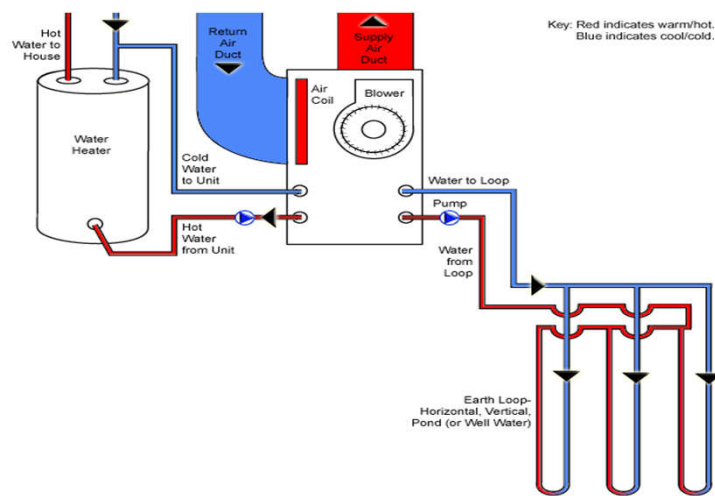 Hot
Water to
House
Return
Air
Duct
Supply
Air
Duct
Key: Red indicates warm/hot.
Blue indicates cool/cold.
Air
Coil
Blower
Water
Heater
Cold
Water
to Unit
Water to Loop
Pump
Hot
Water
from Unit
Water
from
Loop
Earth Loop-
Horizontal, Vertical,
Pond (or Well Water)